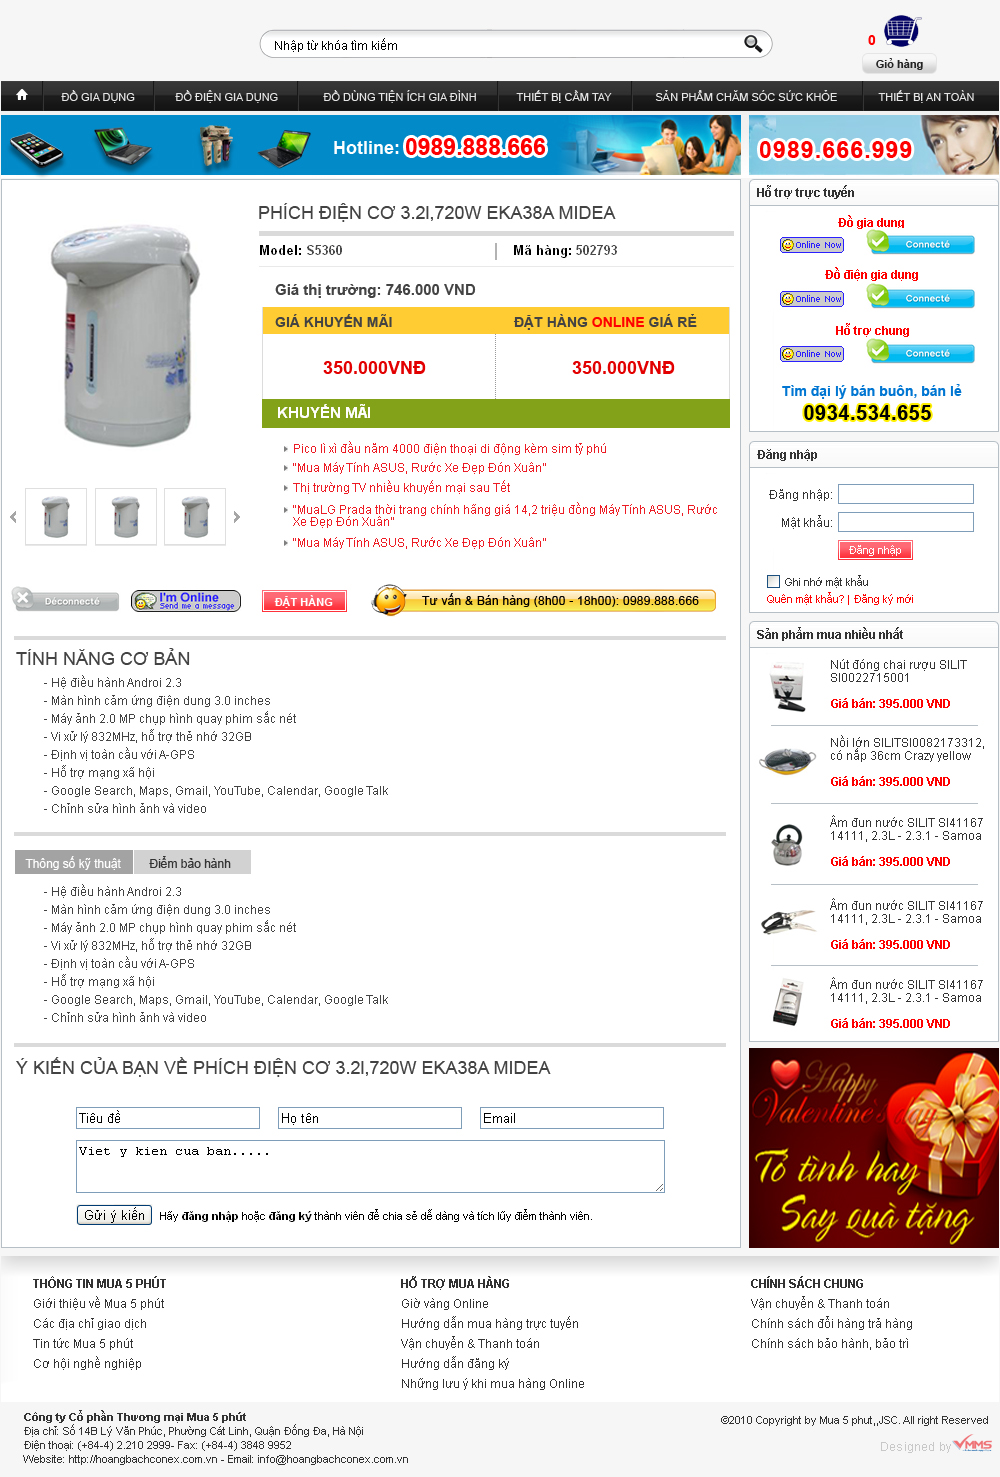 Nhập từ khóa tìm kiếm
0
Giỏ hàng
ĐỒ GIA DỤNG
ĐỒ ĐIỆN GIA DỤNG
ĐỒ DÙNG TIỆN ÍCH GIA ĐÌNH
THIẾT BỊ CẦM TAY
SẢN PHẨM CHĂM SÓC SỨC KHỎE
THIẾT BỊ AN TOÀN
Hotline: 0989.888.666
0989.666.999
PHÍCH ĐIỆN CƠ 3.2l,720W EKA38A MIDEA
Model: S5360
Mã hàng: 502793
Giá thị trường: 746.000 VND
GIÁ KHUYẾN MÃI
ĐẶT HÀNG ONLINE GIÁ RẺ
350.000VNĐ
350.000VNĐ
KHUYẾN MÃI
Pico lì xì đầu năm 4000 điện thoại di động kèm sim tỷ phú
"Mua Máy Tính ASUS, Rước Xe Đẹp Đón Xuân"
Thị trường TV nhiều khuyến mại sau Tết
"MuaLG Prada thời trang chính hãng giá 14,2 triệu đồng Máy Tính ASUS, Rước
Xe Đẹp Đón Xuân"
"Mua Máy Tính ASUS, Rước Xe Đẹp Đón Xuân"
Déconnecté
I'm Online
Send me a message
ĐẶT HÀNG
Tư vấn & Bán hàng (8h00 - 18h00): 0989.888.666
TÍNH NĂNG CƠ BẢN
- Hệ điều hành Androi 2.3
- Màn hình cảm ứng điện dung 3.0 inches
- Máy ảnh 2.0 MP chụp hình quay phim sắc nét
- Vi xử lý 832MHz, hỗ trợ thẻ nhớ 32GB
- Định vị toàn cầu với A-GPS
- Hỗ trợ mạng xã hội
- Google Search, Maps, Gmail, YouTube, Calendar, Google Talk
- Chỉnh sửa hình ảnh và video
Thông số kỹ thuật
Điểm bảo hành
- Hệ điều hành Androi 2.3
- Màn hình cảm ứng điện dung 3.0 inches
- Máy ảnh 2.0 MP chụp hình quay phim sắc nét
- Vi xử lý 832MHz, hỗ trợ thẻ nhớ 32GB
- Định vị toàn cầu với A-GPS
- Hỗ trợ mạng xã hội
- Google Search, Maps, Gmail, YouTube, Calendar, Google Talk
- Chỉnh sửa hình ảnh và video
Ý KIẾN CỦA BẠN VỀ PHÍCH ĐIỆN CƠ 3.2l,720W EKA38A MIDEA
Tiêu đề
Họ tên
Email
Viet y kien cua ban.....
Gửi ý kiến
Hãy đăng nhập hoặc đăng ký thành viên để chia sẻ dễ dàng và tích lũy điểm thành viên.
Hỗ trợ trực tuyến
Đồ gia dụng
Online Now
Connecté
Đồ điện gia dụng
Online Now
Connecté
Hỗ trợ chung
Online Now
Connecté
Tìm đại lý bán buôn, bán lẻ
0934.534.655
Đăng nhập
Đăng nhập:
Mật khẩu:
Đăng nhập
Ghi nhớ mật khẩu
Quên mật khẩu? | Đăng ký mới
Sản phẩm mua nhiều nhất
Nút đóng chai rượu SILIT
SI0022715001
Giá bán: 395.000 VND
Nồi lớn SILITSI0082173312,
có nắp 36cm Crazy yellow
Giá bán: 395.000 VND
Ấm đun nước SILIT SI41167
14111, 2.3L - 2.3.1 - Samoa
Giá bán: 395.000 VND
Ấm đun nước SILIT SI41167
14111, 2.3L - 2.3.1 - Samoa
Giá bán: 395.000 VND
Ấm đun nước SILIT SI41167
14111, 2.3L - 2.3.1 - Samoa
Giá bán: 395.000 VND
Happy
Valentine's day
Tỏ tình hay
Say quà tặng
THÔNG TIN MUA 5 PHÚT
Giới thiệu về Mua 5 phút
Các địa chỉ giao dịch
Tin tức Mua 5 phút
Cơ hội nghề nghiệp
HỖ TRỢ MUA HÀNG
Giờ vàng Online
Hướng dẫn mua hàng trực tuyến
Vận chuyển & Thanh toán
Hướng dẫn đăng ký
Những lưu ý khi mua hàng Online
CHÍNH SÁCH CHUNG
Vận chuyển & Thanh toán
Chính sách đổi hàng trả hàng
Chính sách bảo hành, bảo trì
Công ty Cổ phần Thương mại Mua 5 phút
Địa chỉ: Số 14B Lý Văn Phúc, Phường Cát Linh, Quận Đống Đa, Hà Nội
Điện thoại: (+84-4) 2.210 2999- Fax: (+84-4) 3848 9952
Website: http://hoangbachconex.com.vn - Email: info@hoangbachconex.com.vn
©2010 Copyright by Mua 5 phut,,JSC. All right Reserved
Designed by VMMS